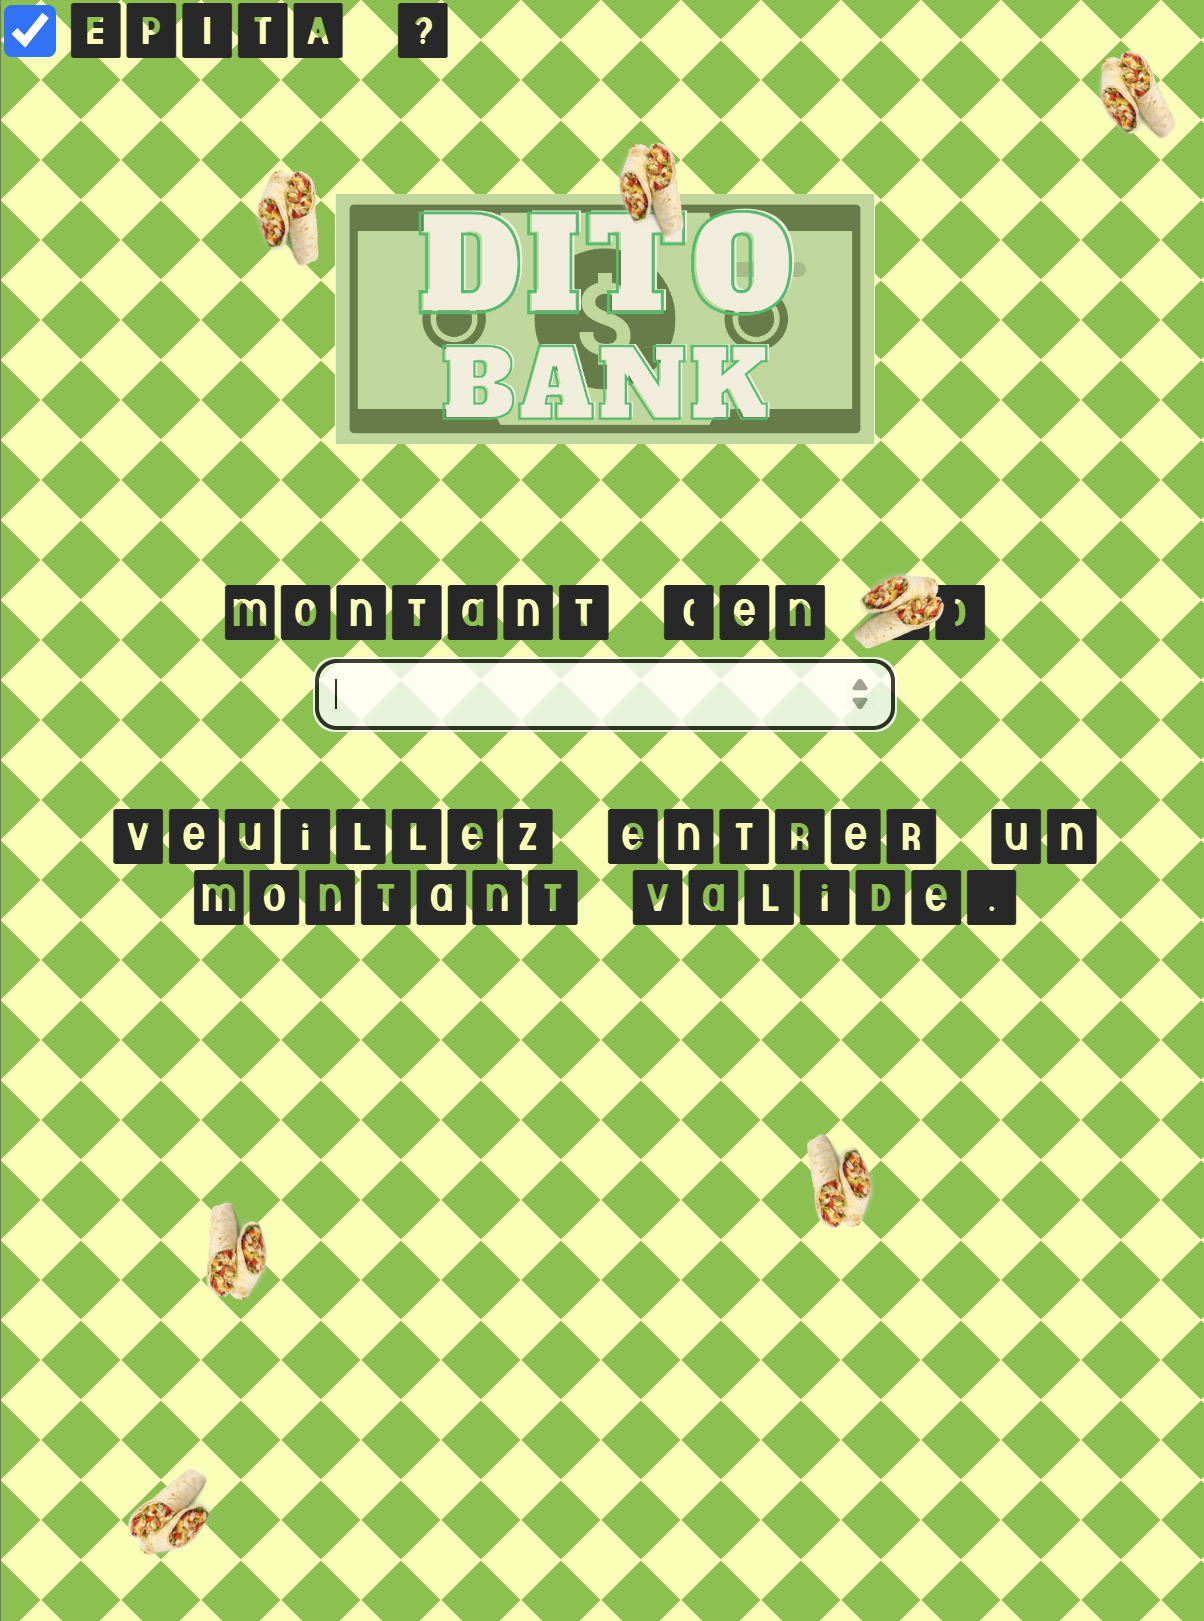 EPITA ?
DITO
BANK
$
montant (en )
veuillez entrer un
montant valide.